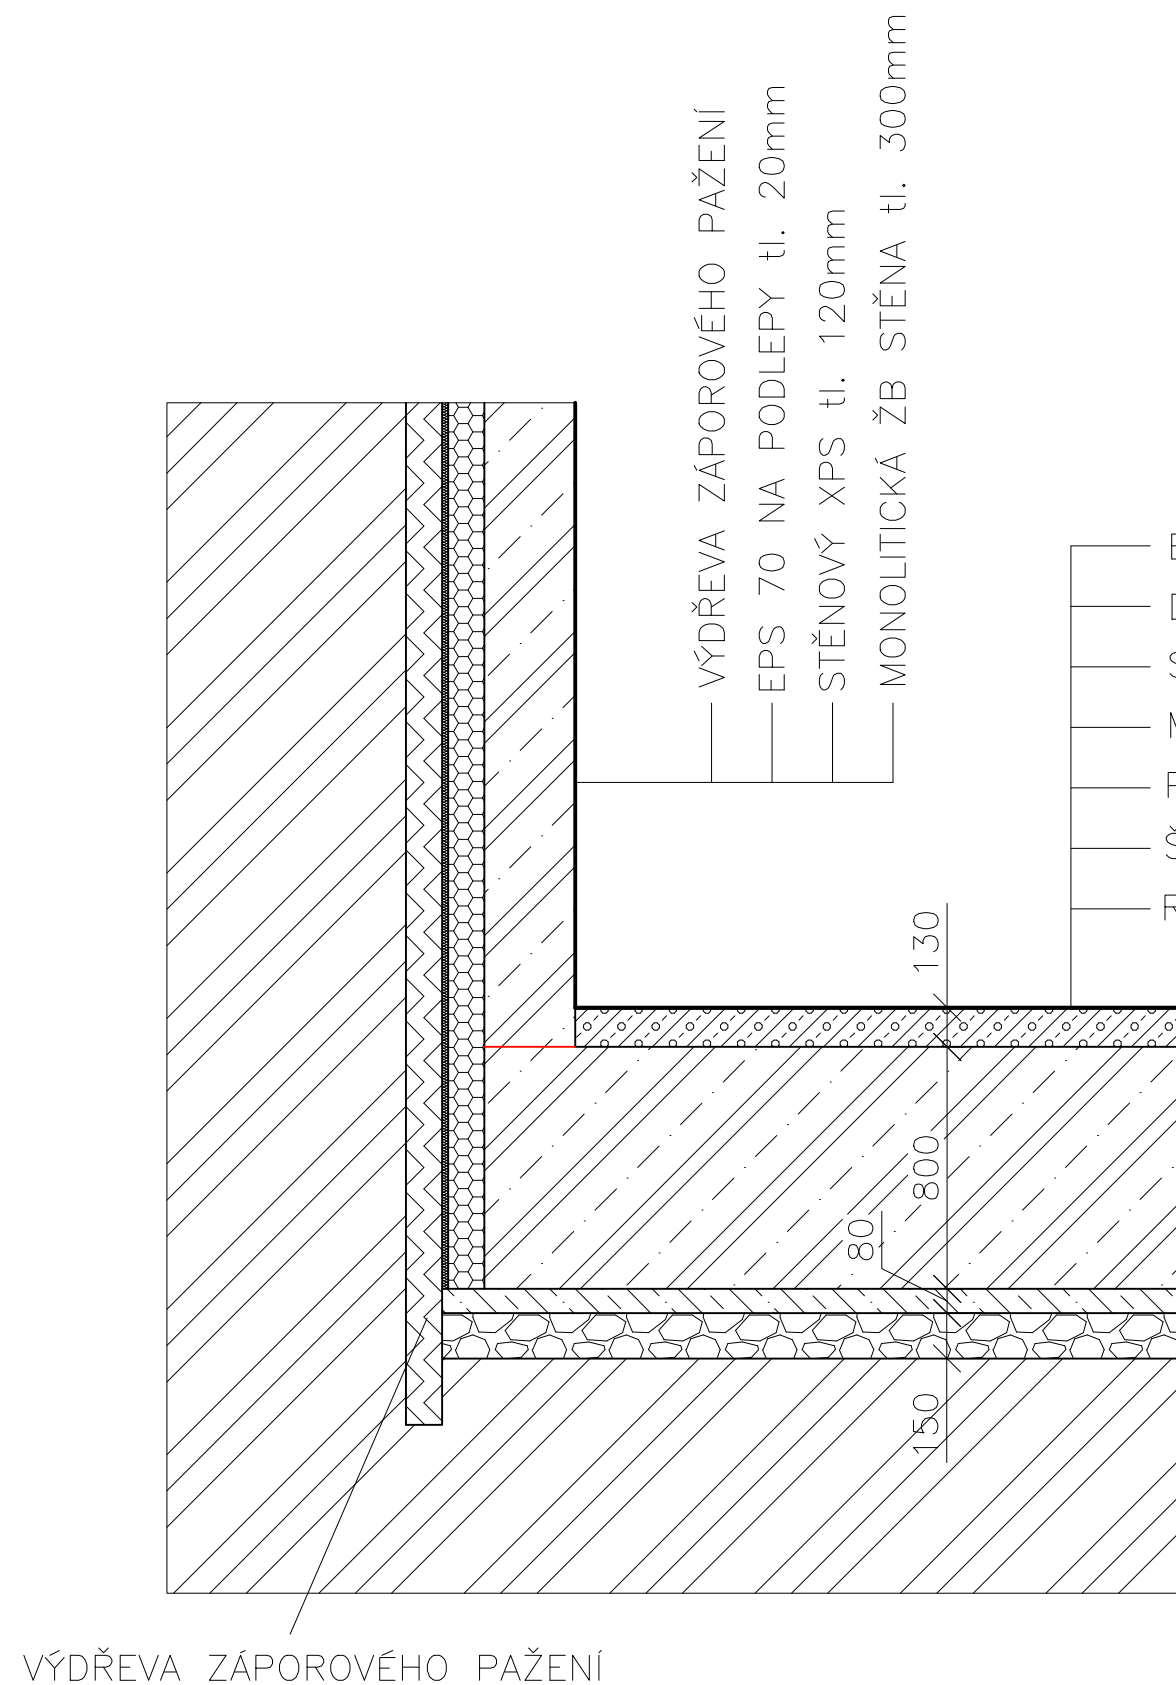 VÝDŘEVA ZÁPOROVÉHO PAŽENÍ
EPS 70 NA PODLEPY tl. 20mm
STĚNOVÝ XPS tl. 120mm
MONOLITICKÁ ŽB STĚNA tl. 300mm
130
800
80
150
VÝDŘEVA ZÁPOROVÉHO PAŽENÍ